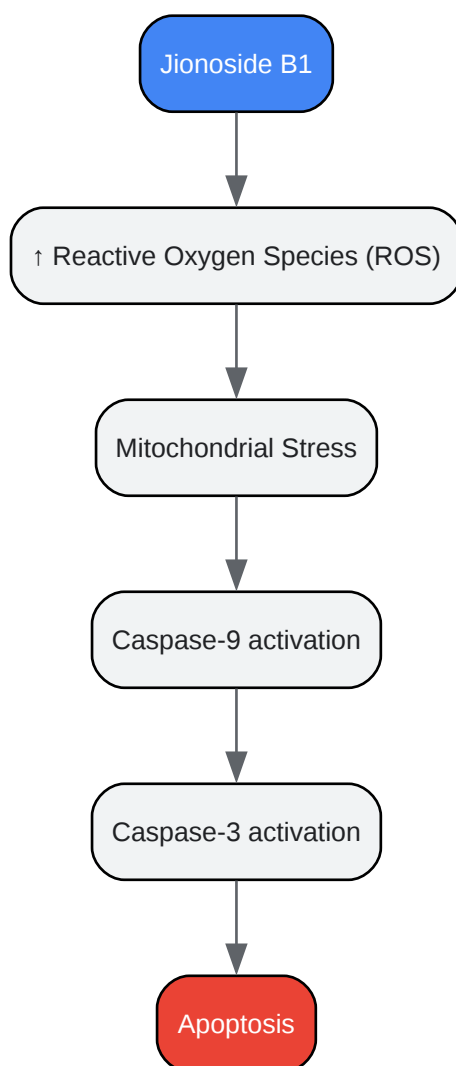 Jionoside B1
↑ Reactive Oxygen Species (ROS)
Mitochondrial Stress
Caspase-9 activation
Caspase-3 activation
Apoptosis